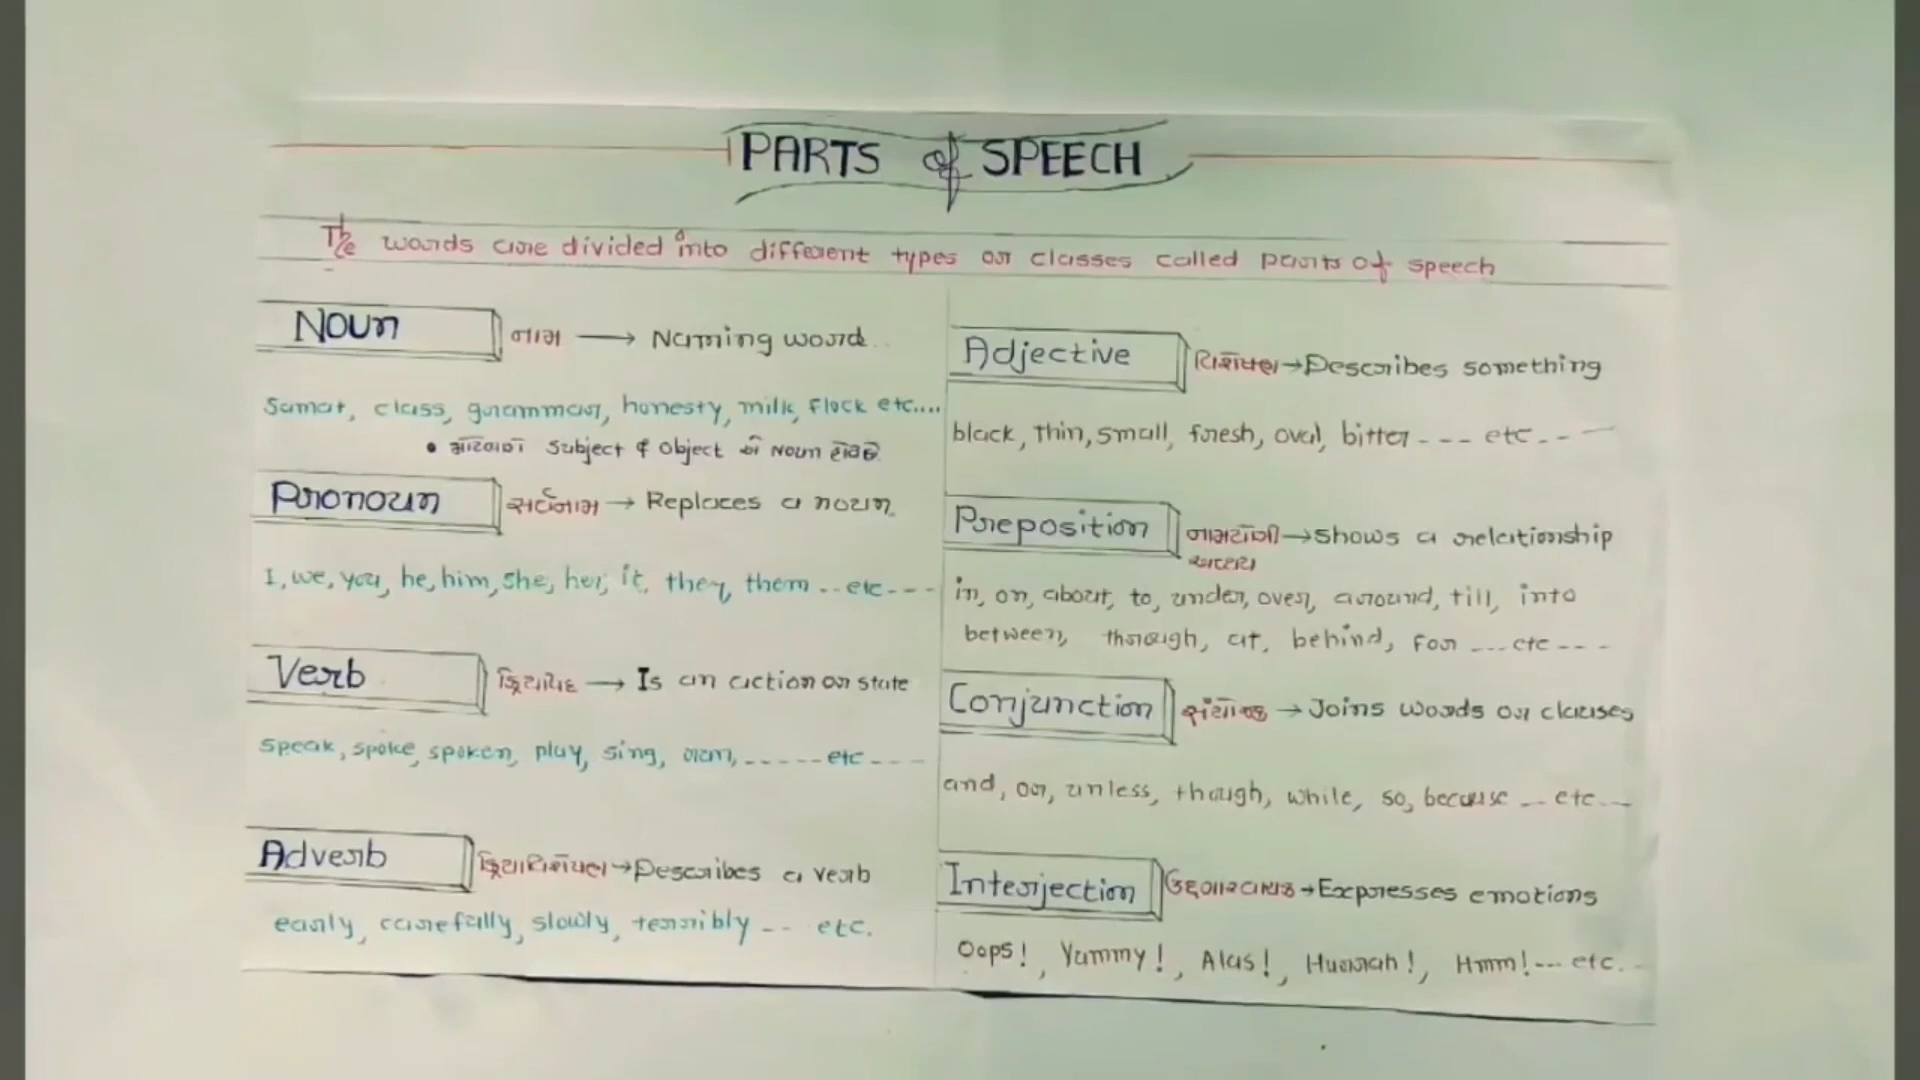 PARTS of SPEECH
The words are divided into different types or classes called parts of speech
Noun નામ → Naming word..
Samat, class, grammar, honesty, milk, Flock etc....
• Subject & Object Noun
Pronoun સર્વનામ → Replaces a noun.
I, we, you, he, him, she, her, it, they, them .. etc ---
Verb ક્રિયાપદ → Is an action or state
speak, spoke, spoken, play, sing, run, ----- etc ----
Adverb ક્રિયાવિશેષણ → Describes a verb
early, carefully, slowly, terribly -- etc.
Adjective વિશેષણ → Describes something
black, thin, small, fresh, oval, bitter --- etc --
Preposition નામયોગી → Shows a relationship
in, on, about, to, under, over, around, till, into
between, through, at, behind, for --- etc ---
Conjunction સંયોજક → Joins words or clauses
and, or, unless, though, while, so, because -- etc ---
Interjection → Expresses emotions
Oops!, Yummy!, Alas!, Hurrah!, Hmm! --- etc.